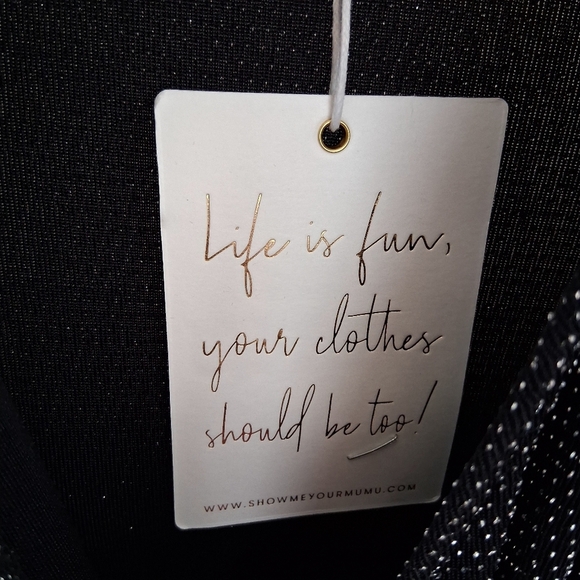 Life is fun,
your clothes
should be too!
WWW.SHOWMEYOURMUMU.COM